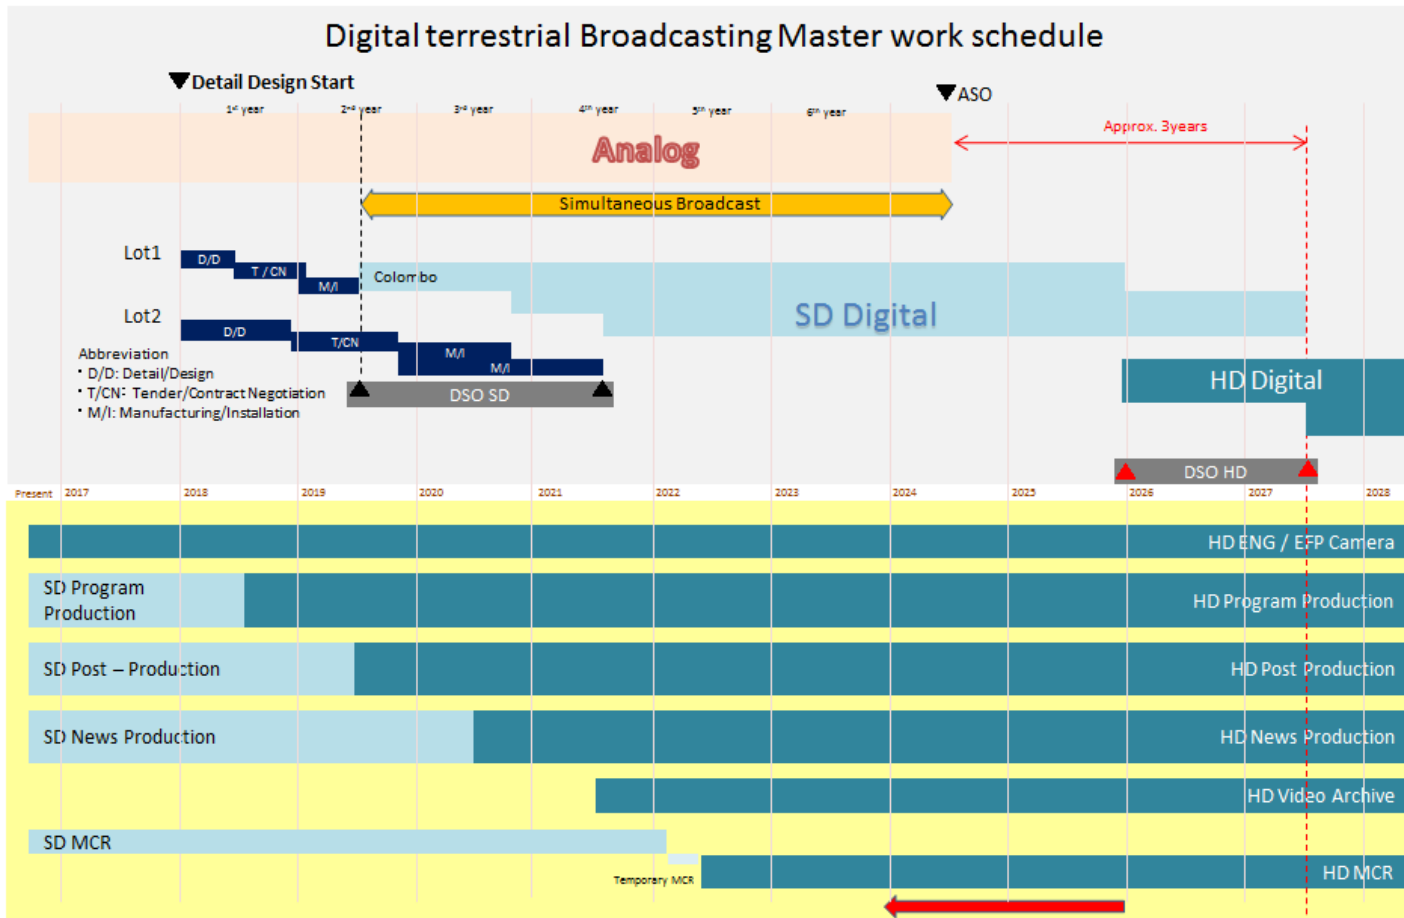 Digital terrestrial Broadcasting Master work schedule
Detail Design Start
1st year
2nd year
3rd year
4th year
5th year
6th year
ASO
Approx. 3years
Analog
Simultaneous Broadcast
Lot1
D/D
T / CN
M/I
Colombo
SD Digital
Lot2
D/D
T/CN
M/I
M/I
Abbreviation
• D/D: Detail/Design
• T/CN: Tender/Contract Negotiation
• M/I: Manufacturing/Installation
DSO SD
HD Digital
DSO HD
Present 2017 2018 2019 2020 2021 2022 2023 2024 2025 2026 2027 2028
HD ENG / EFP Camera
SD Program
Production
HD Program Production
SD Post – Production
HD Post Production
SD News Production
HD News Production
HD Video Archive
SD MCR
Temporary MCR
HD MCR